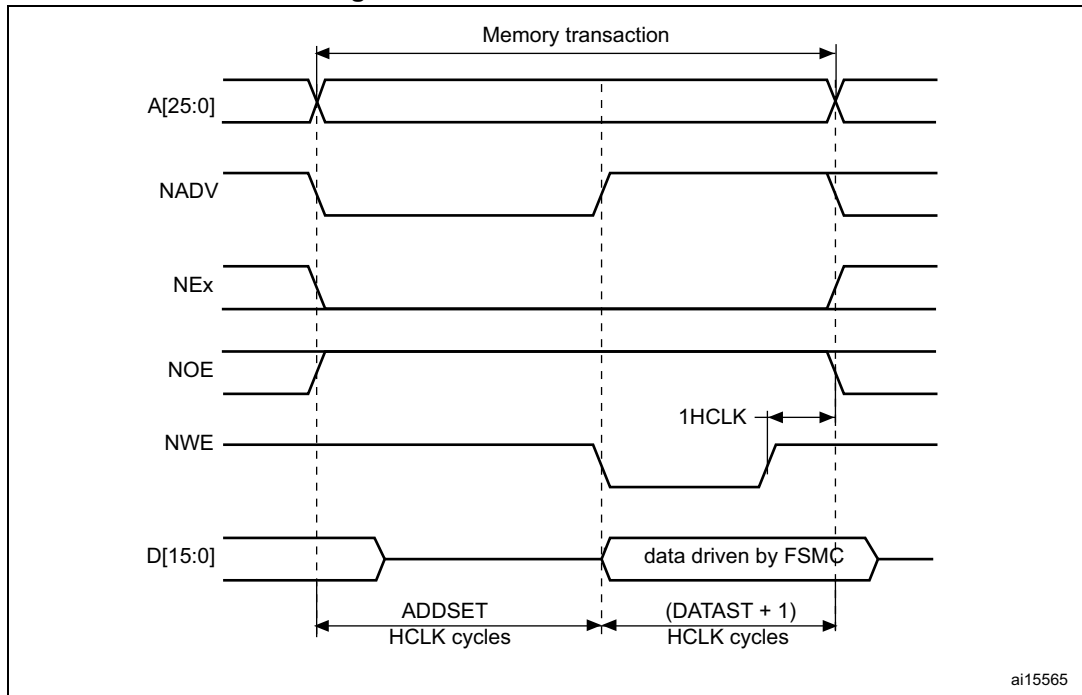 Memory transaction
A[25:0]
NADV
NEx
NOE
1HCLK
NWE
D[15:0]
data driven by FSMC
ADDSET
HCLK cycles
(DATAST + 1)
HCLK cycles
ai15565